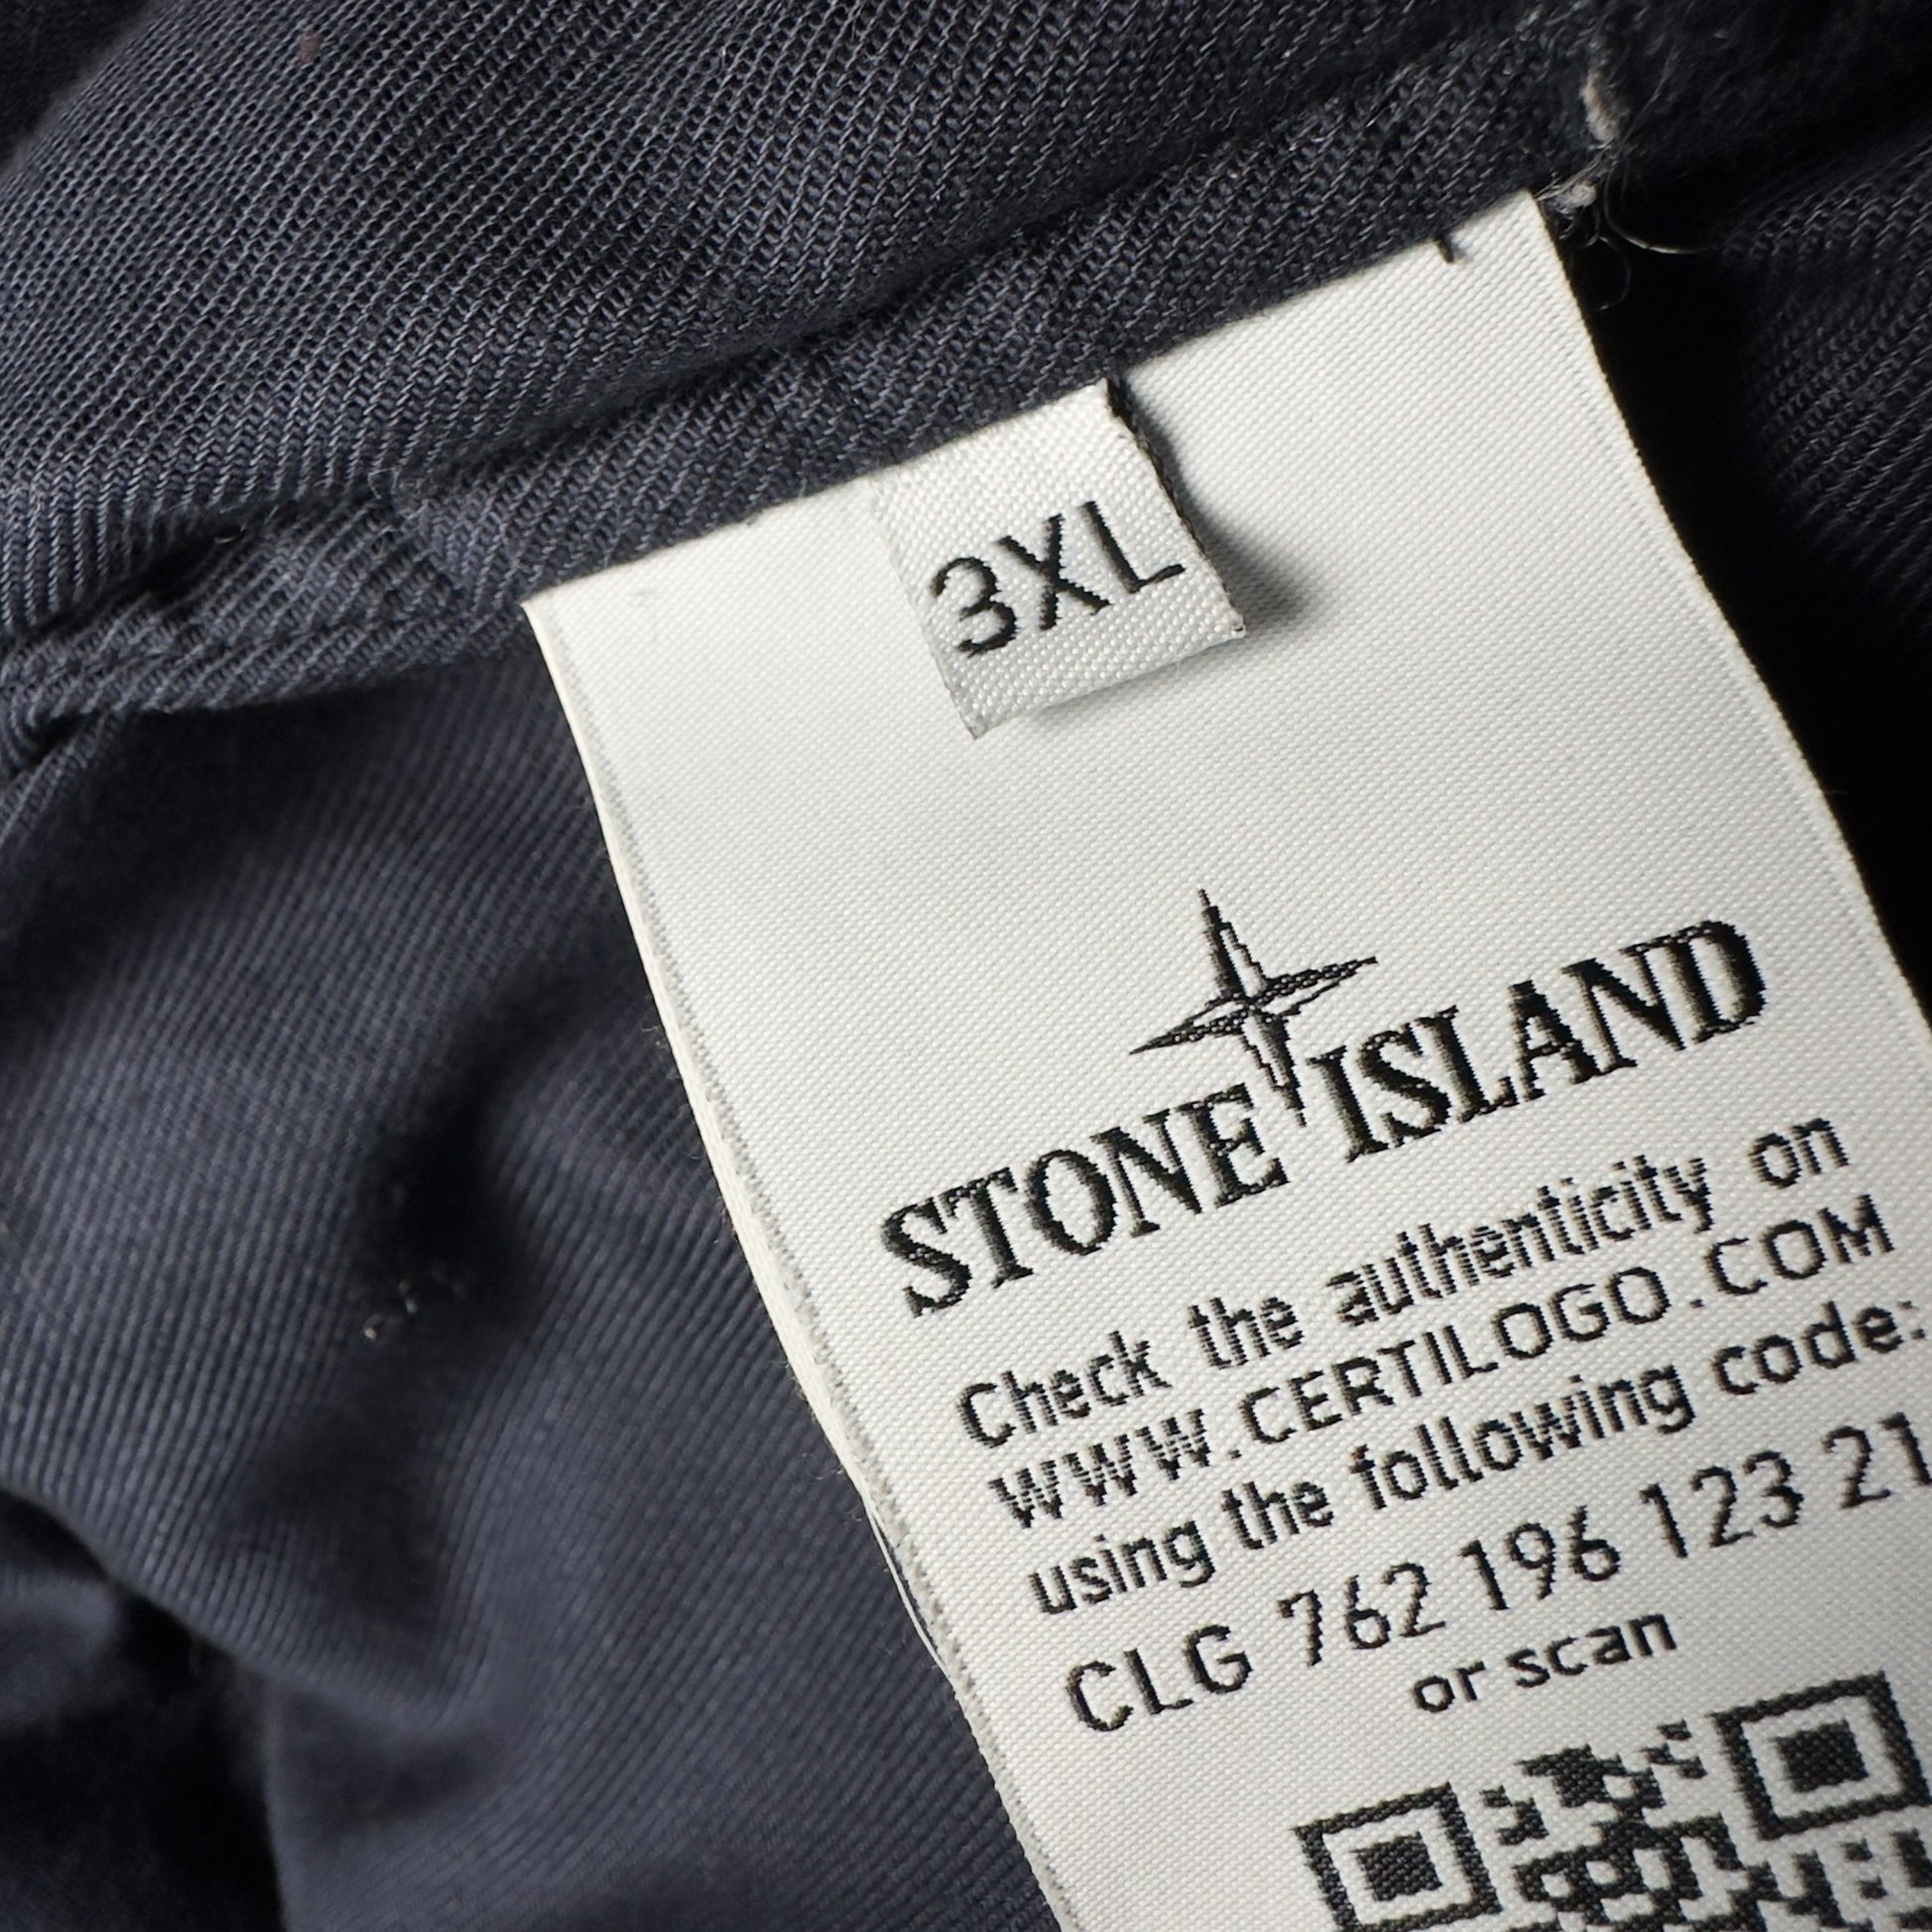 3XL
STONE ISLAND
Check the authenticity on
WWW.CERTILOGO.COM
using the following code:
CLG 762 196 123 21
or scan